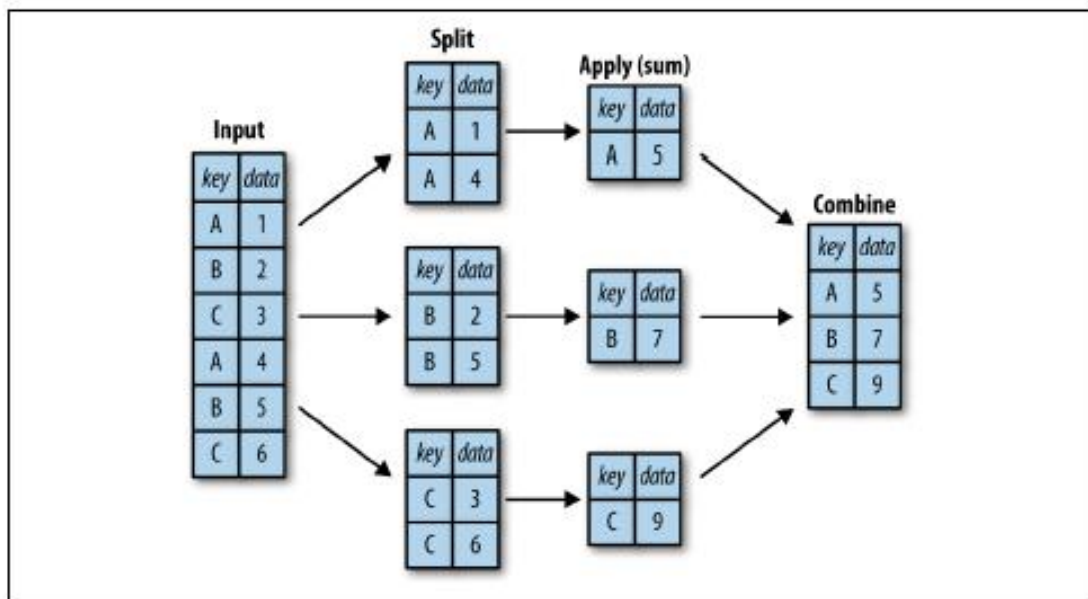 Split
key data
A 1
A 4
Apply (sum)
key data
A 5
Input
key data
A 1
B 2
C 3
A 4
B 5
C 6
key data
B 2
B 5
key data
B 7
key data
C 3
C 6
key data
C 9
Combine
key data
A 5
B 7
C 9